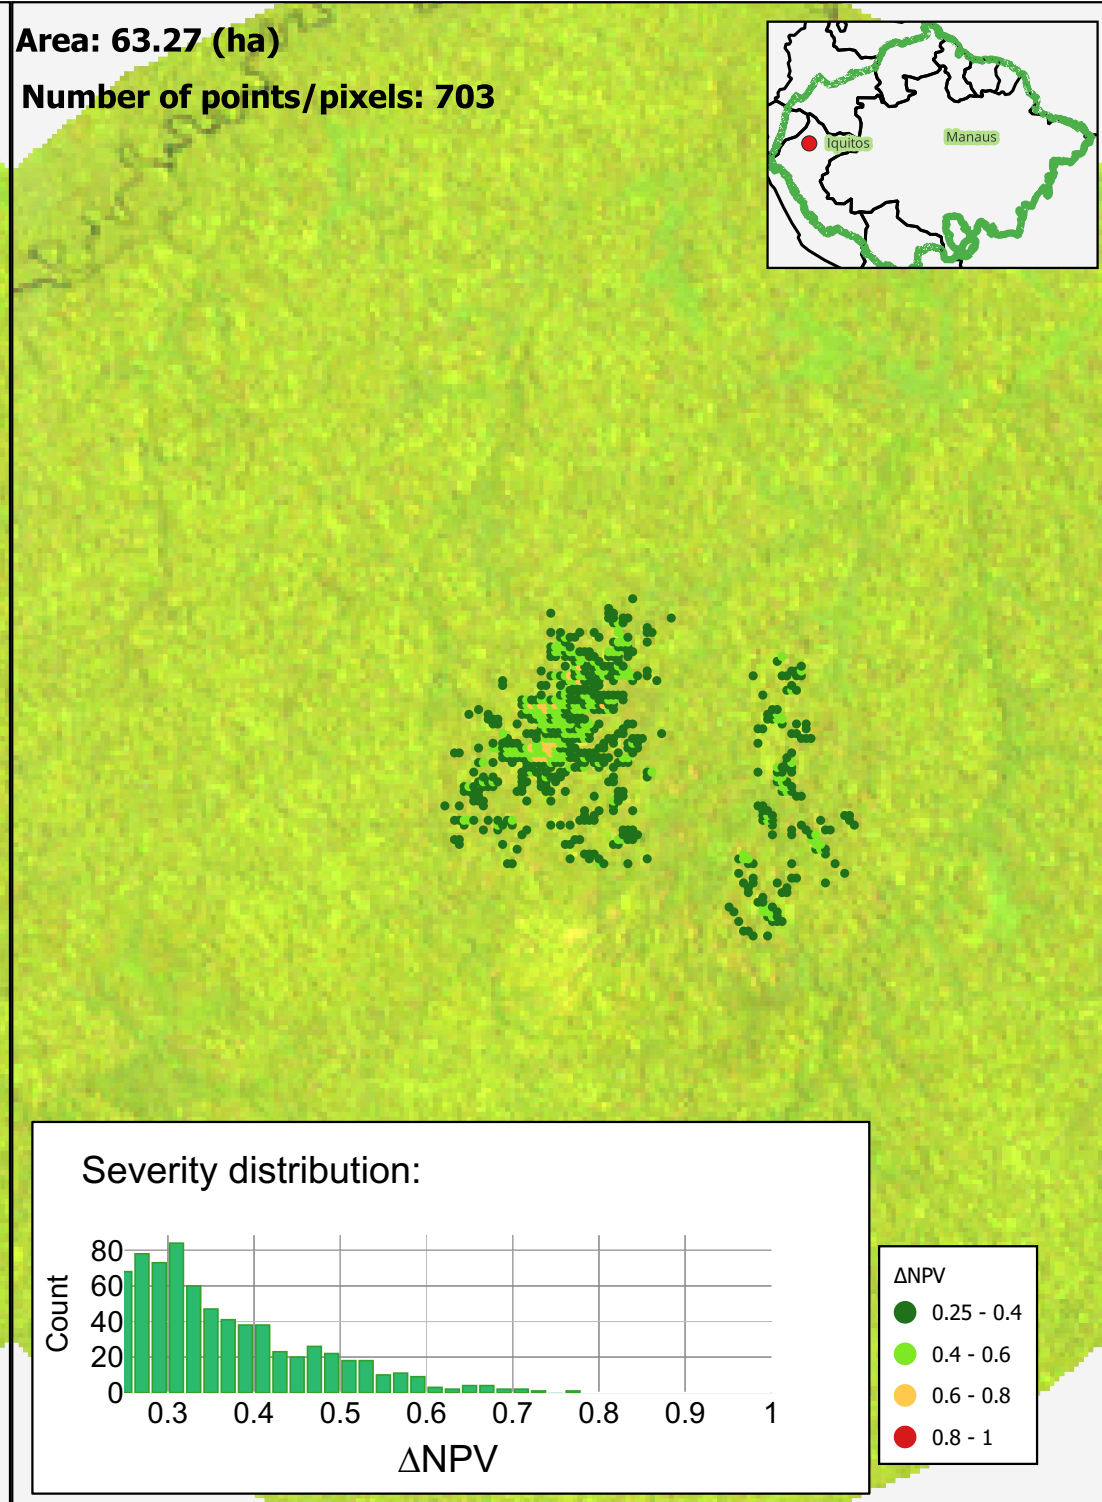 Area: 63.27 (ha)
Number of points/pixels: 703
Iquitos
Manaus
Severity distribution:
Count
80
60
40
20
0
0.3 0.4 0.5 0.6 0.7 0.8 0.9 1
ΔNPV
ΔNPV
0.25 - 0.4
0.4 - 0.6
0.6 - 0.8
0.8 - 1